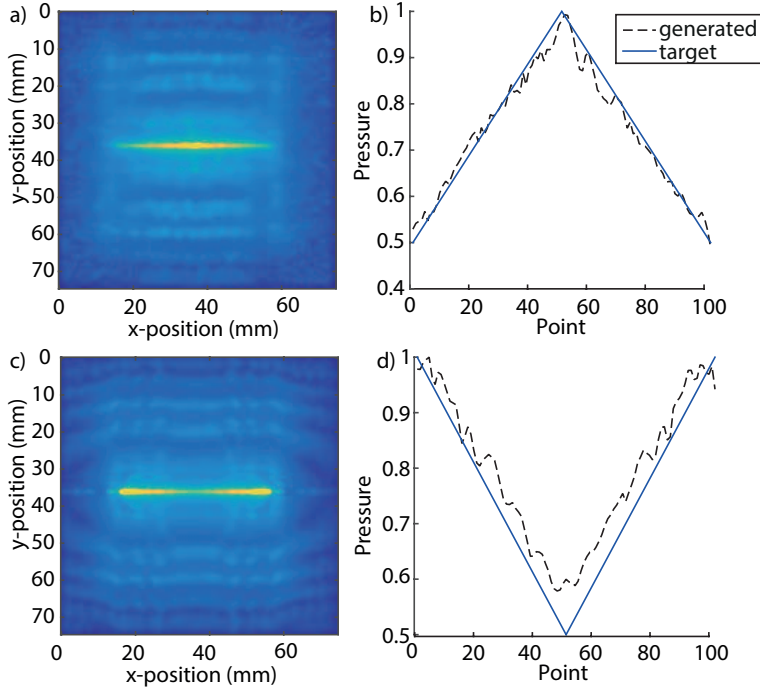 a)
0
10
20
30
40
50
60
70
y-position (mm)
0 20 40 60
x-position (mm)
b)
1
0.9
0.8
0.7
0.6
0.5
0.4
Pressure
0 20 40 60 80 100
Point
generated
target
c)
0
10
20
30
40
50
60
70
y-position (mm)
0 20 40 60
x-position (mm)
d)
1
0.9
0.8
0.7
0.6
0.5
Pressure
0 20 40 60 80 100
Point